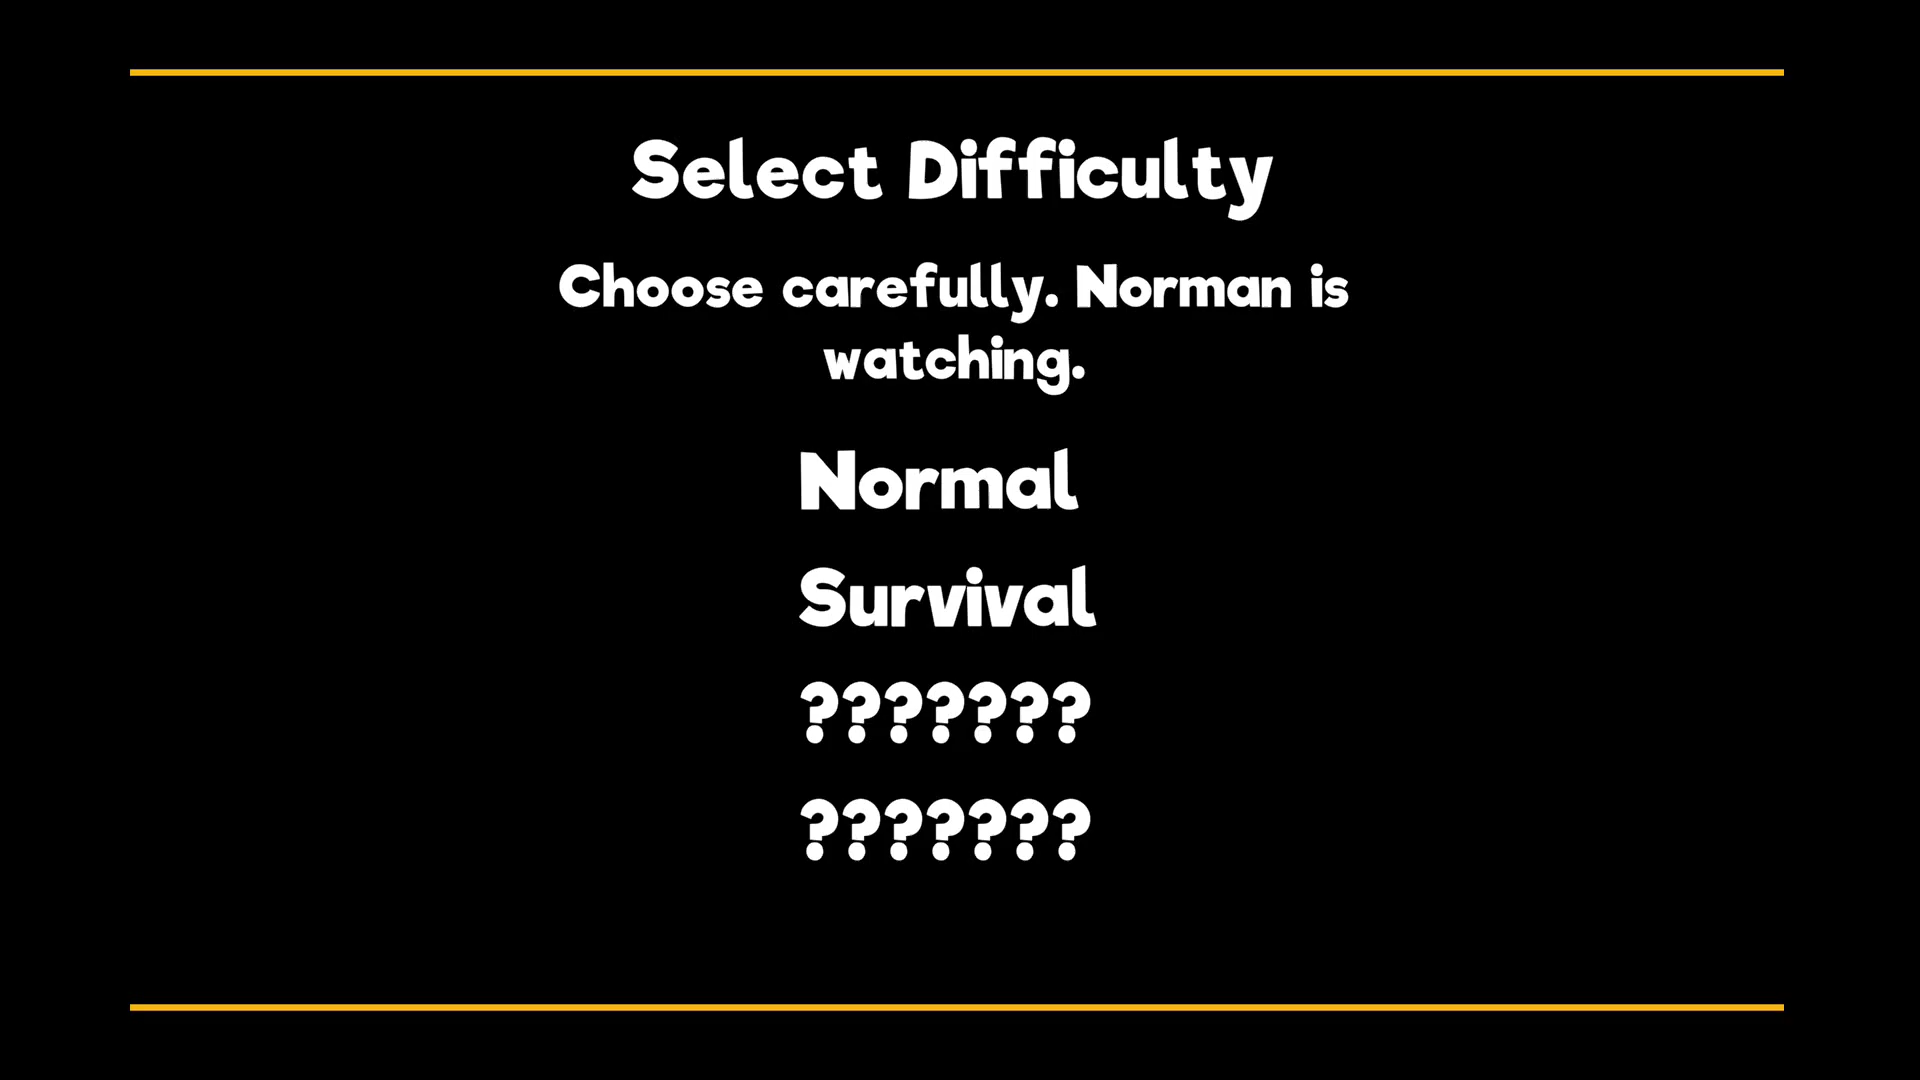 Select Difficulty
Choose carefully. Norman is
watching.
Normal
Survival
???????
???????